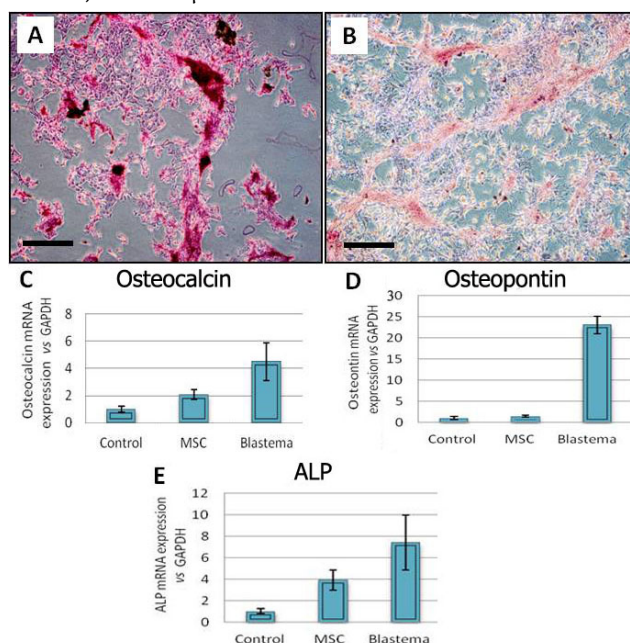 A
B
C Osteocalcin
Osteocalcin mRNA
expression vs GAPDH
8
6
4
2
0
Control MSC Blastema
D Osteopontin
Osteontin mRNA
expression vs GAPDH
30
25
20
15
10
5
0
Control MSC Blastema
E ALP
ALP mRNA expression
vs GAPDH
12
10
8
6
4
2
0
Control MSC Blastema